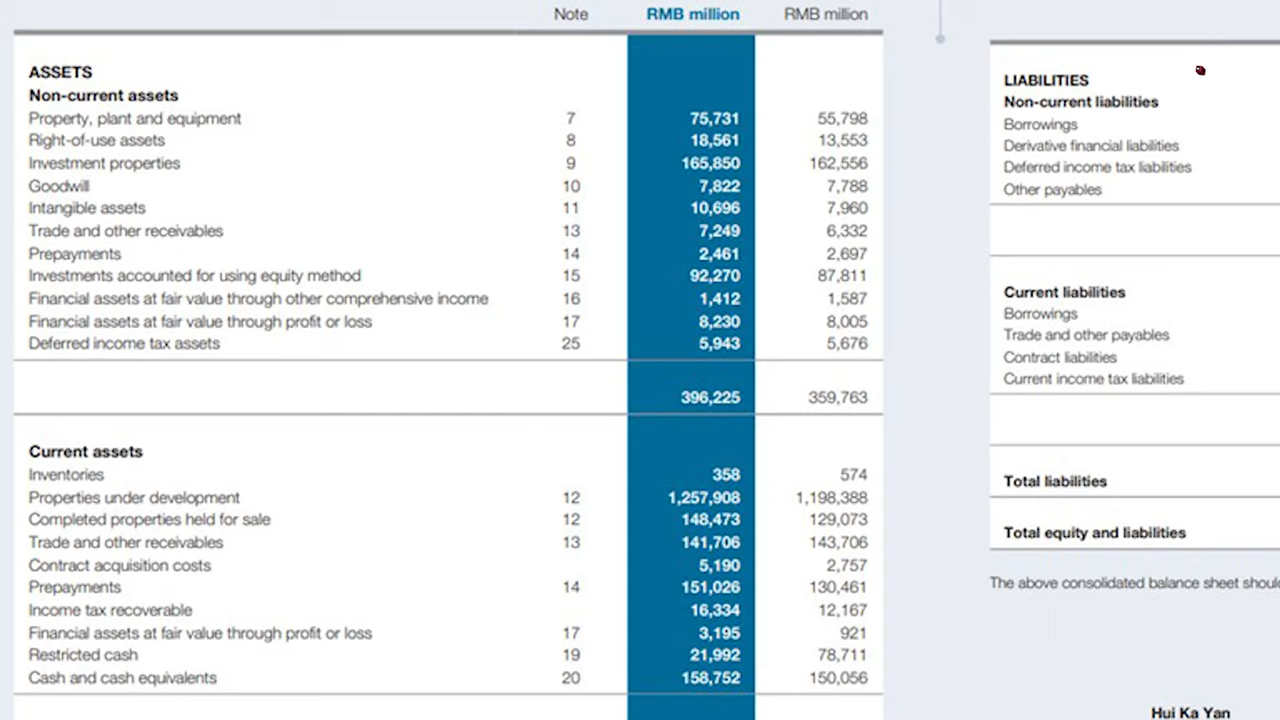 Note RMB million RMB million
ASSETS
Non-current assets
Property, plant and equipment 7 75,731 55,798
Right-of-use assets 8 18,561 13,553
Investment properties 9 165,850 162,556
Goodwill 10 7,822 7,788
Intangible assets 11 10,696 7,960
Trade and other receivables 13 7,249 6,332
Prepayments 14 2,461 2,697
Investments accounted for using equity method 15 92,270 87,811
Financial assets at fair value through other comprehensive income 16 1,412 1,587
Financial assets at fair value through profit or loss 17 8,230 8,005
Deferred income tax assets 25 5,943 5,676
396,225 359,763
Current assets
Inventories 358 574
Properties under development 12 1,257,908 1,198,388
Completed properties held for sale 12 148,473 129,073
Trade and other receivables 13 141,706 143,706
Contract acquisition costs 5,190 2,757
Prepayments 14 151,026 130,461
Income tax recoverable 16,334 12,167
Financial assets at fair value through profit or loss 17 3,195 921
Restricted cash 19 21,992 78,711
Cash and cash equivalents 20 158,752 150,056
LIABILITIES
Non-current liabilities
Borrowings
Derivative financial liabilities
Deferred income tax liabilities
Other payables
Current liabilities
Borrowings
Trade and other payables
Contract liabilities
Current income tax liabilities
Total liabilities
Total equity and liabilities
The above consolidated balance sheet
Hui Ka Yan